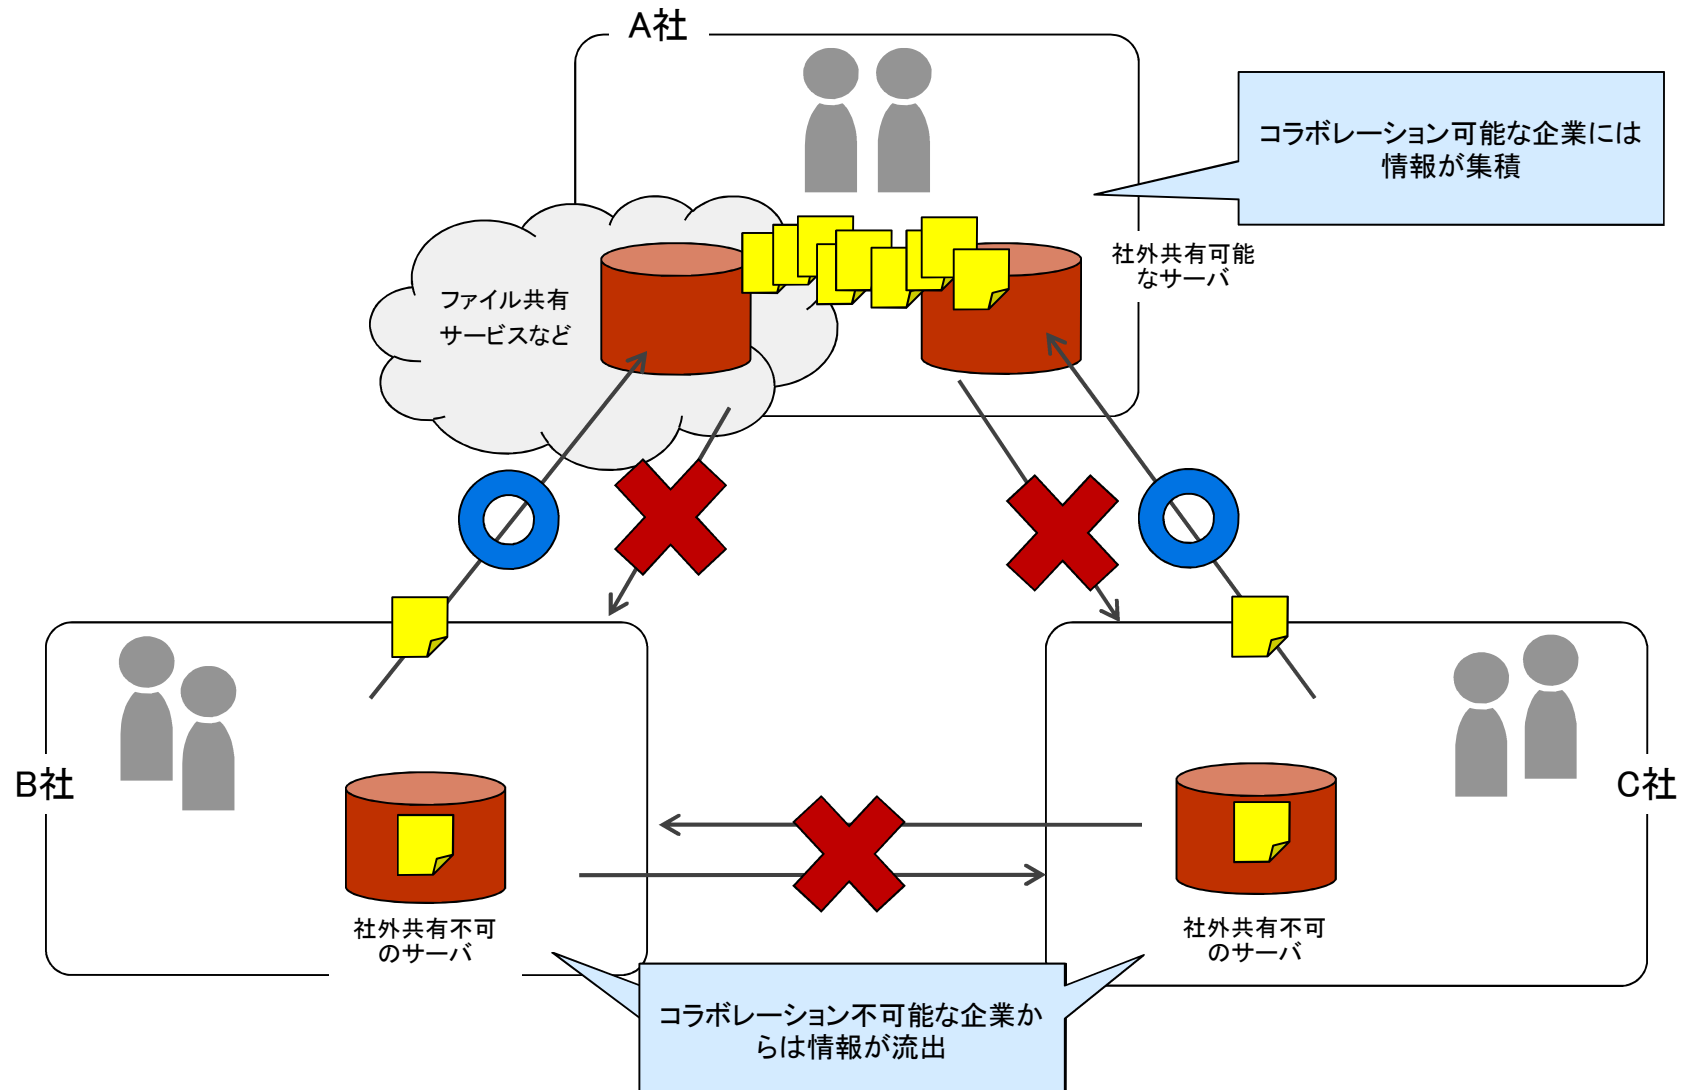 A社
コラボレーション可能な企業には
情報が集積
社外共有可能
なサーバ
ファイル共有
サービスなど
B社
C社
社外共有不可
のサーバ
社外共有不可
のサーバ
コラボレーション不可能な企業か
らは情報が流出